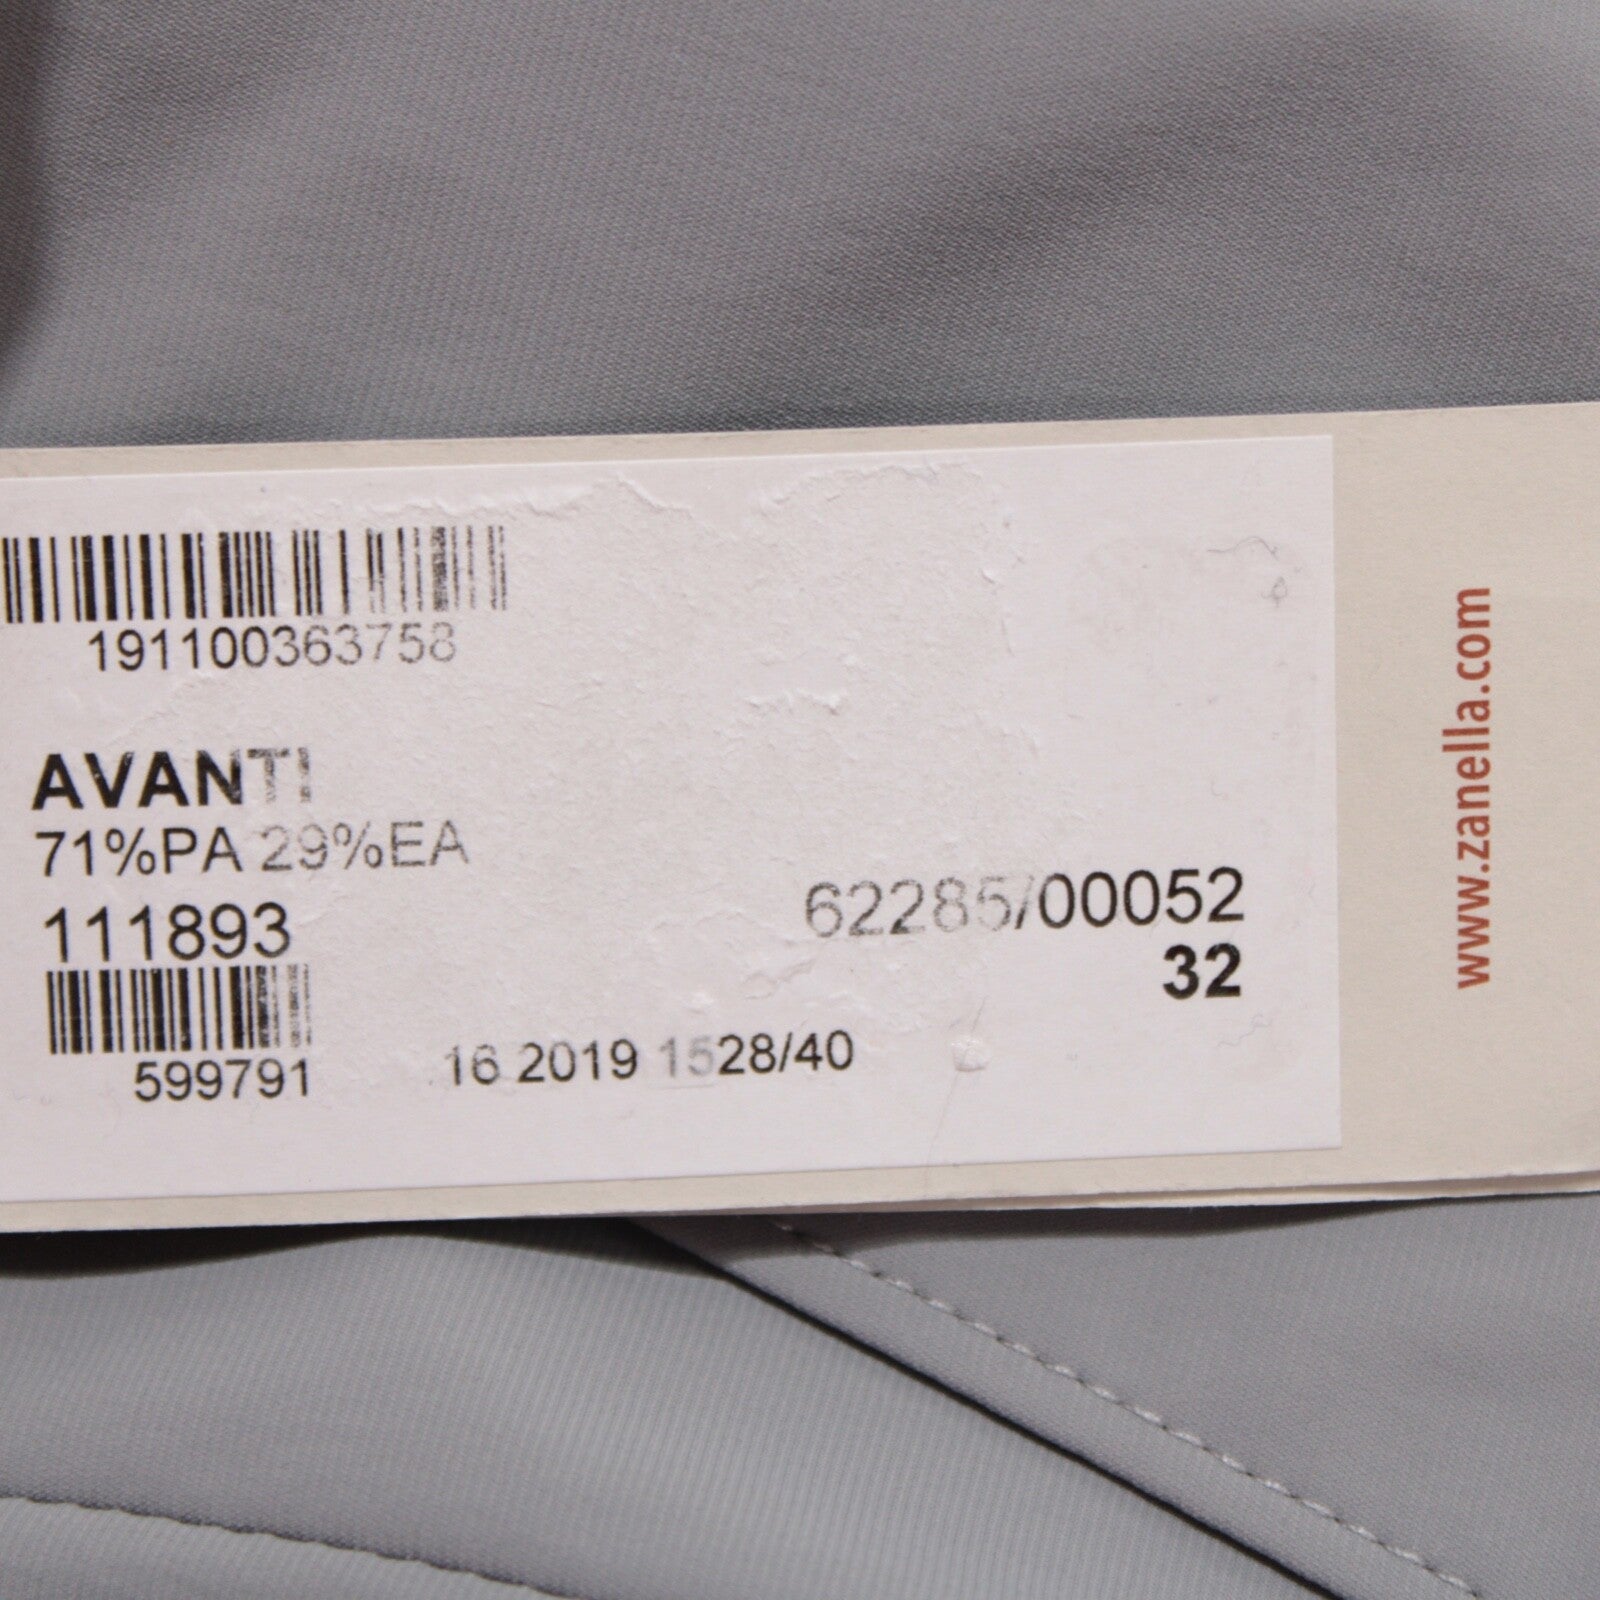 191100363758
AVANTI
71%PA 29%EA
111893
62285/00052
32
599791
16 2019 1528/40
www.zanella.com